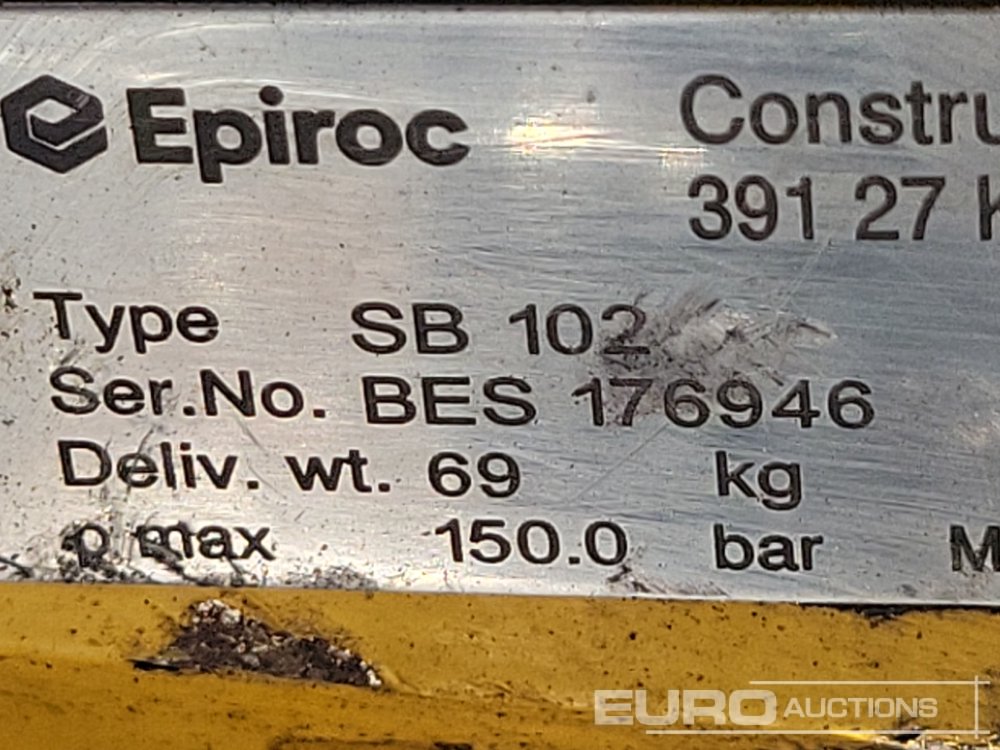 Epiroc Constru
391 27 K
Type SB 102
Ser.No. BES 176946
Deliv. wt. 69 kg
p max 150.0 bar M
EURO AUCTIONS